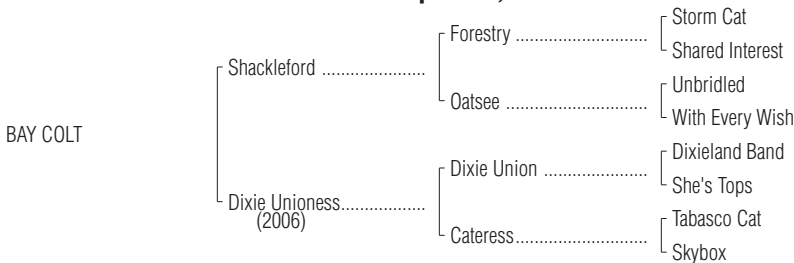 Storm Cat
Forestry
Shared Interest
Shackleford
Unbridled
Oatsee
With Every Wish
BAY COLT
Dixieland Band
Dixie Union
She's Tops
Dixie Unioness
(2006)
Tabasco Cat
Cateress
Skybox